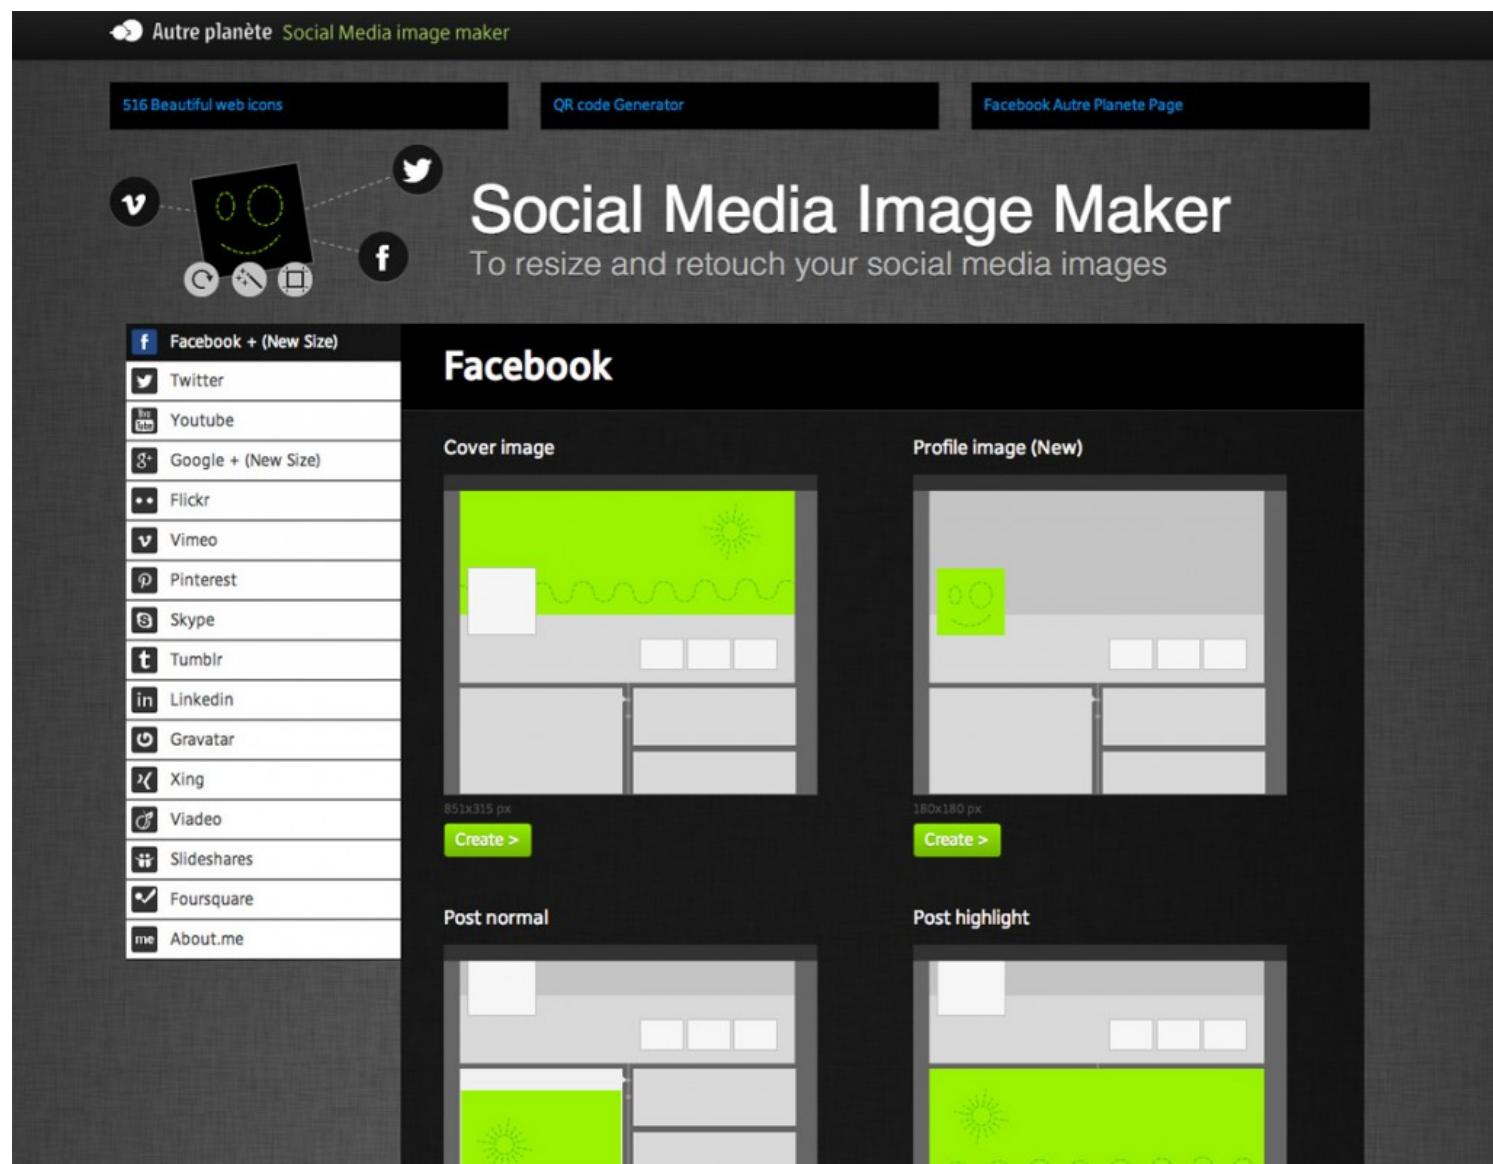 Autre planète Social Media image maker
516 Beautiful web icons
QR code Generator
Facebook Autre Planete Page
Social Media Image Maker
To resize and retouch your social media images
Facebook + (New Size)
Twitter
Youtube
Google + (New Size)
Flickr
Vimeo
Pinterest
Skype
Tumblr
Linkedin
Gravatar
Xing
Viadeo
Slideshares
Foursquare
me About.me
Facebook
Cover image
Profile image (New)
851x315 px
180x180 px
Create >
Create >
Post normal
Post highlight